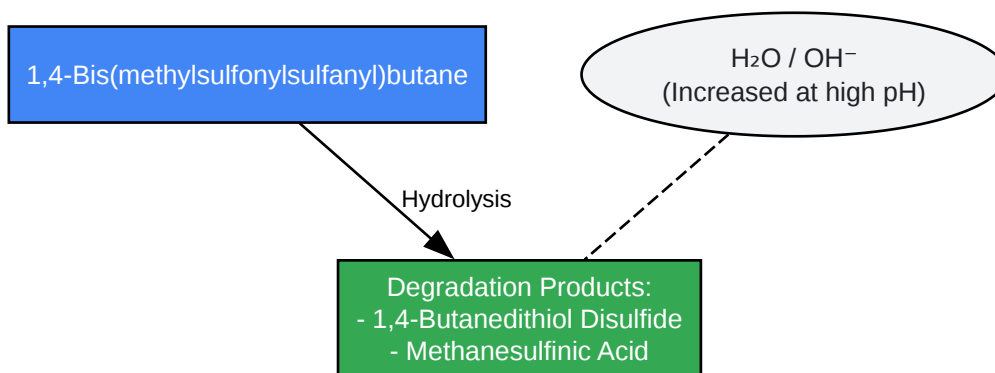 1,4-Bis(methylsulfonylsulfanyl)butane
H₂O / OH⁻
(Increased at high pH)
Hydrolysis
Degradation Products:
- 1,4-Butanedithiol Disulfide
- Methanesulfinic Acid